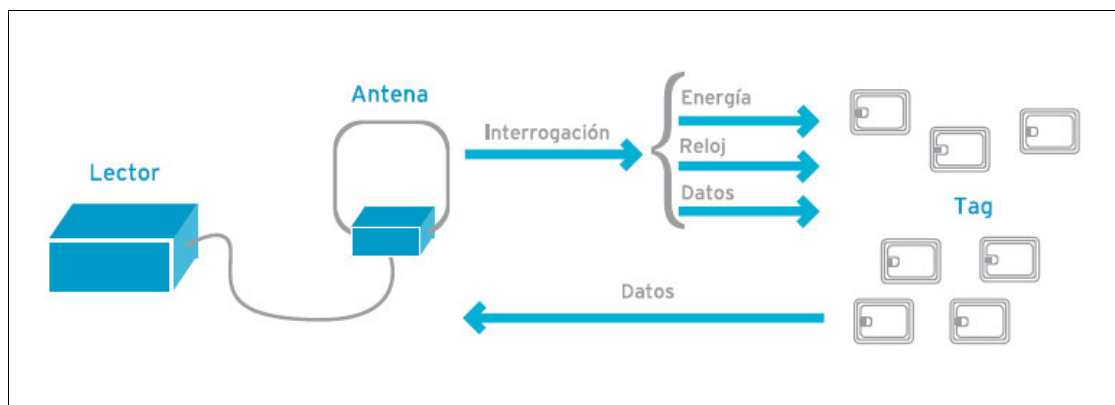 Lector
Antena
Interrogación
Energía
Reloj
Datos
Tag
Datos